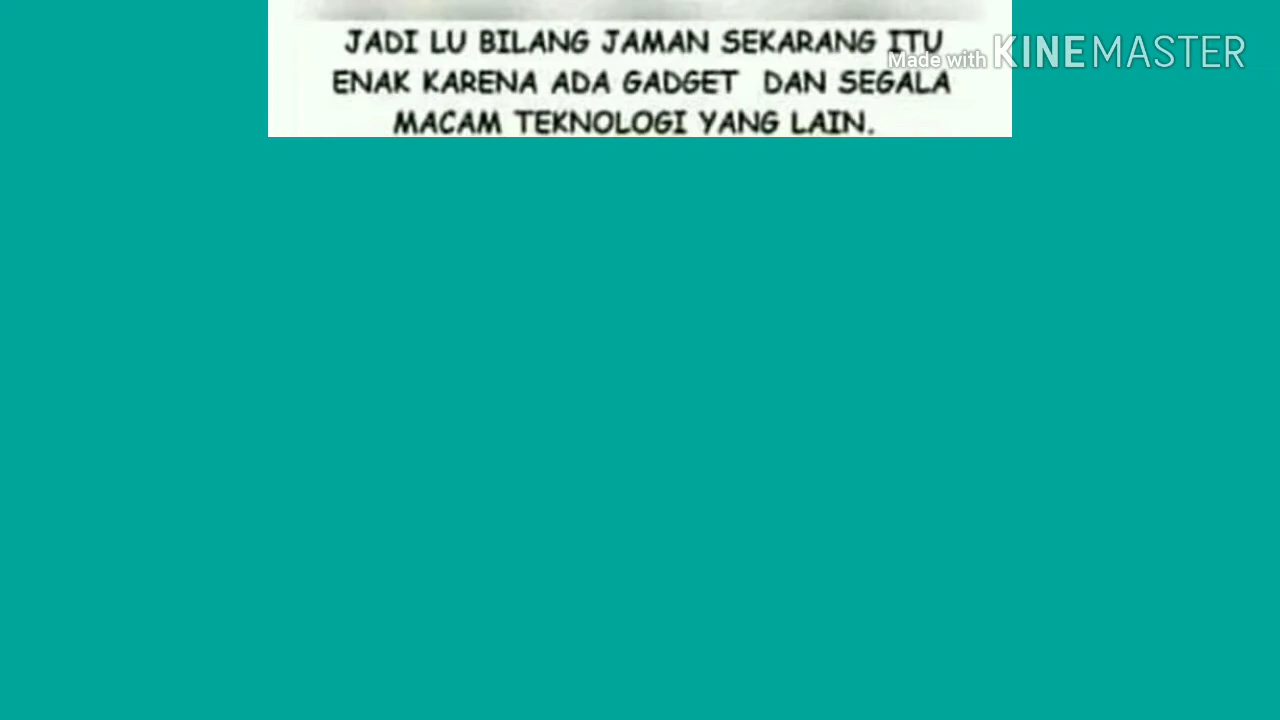 JADI LU BILANG JAMAN SEKARANG ITU
Made with KINEMASTER
ENAK KARENA ADA GADGET DAN SEGALA
MACAM TEKNOLOGI YANG LAIN.